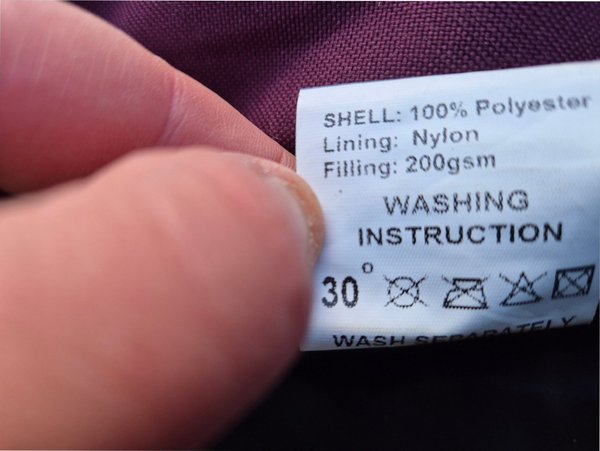 SHELL: 100% Polyester
Lining: Nylon
Filling: 200gsm
WASHING
INSTRUCTION
30°
WASH SEPARATELY